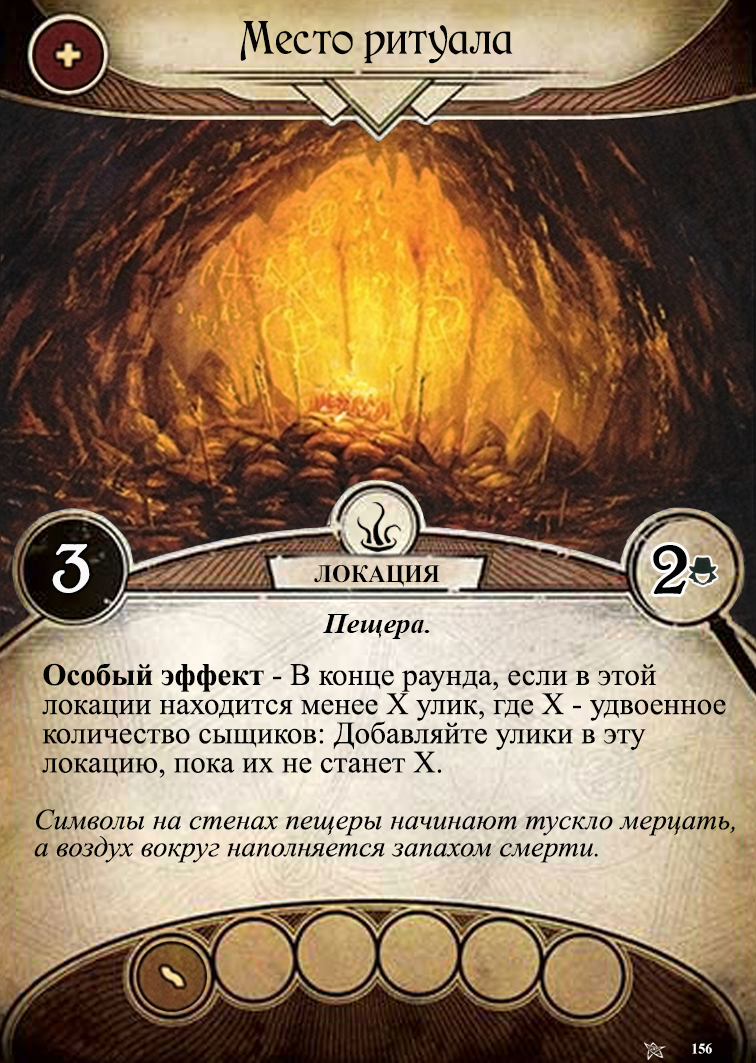 Место ритуала
3
ЛОКАЦИЯ
2
Пещера.
Особый эффект - В конце раунда, если в этой
локации находится менее X улик, где X - удвоенное
количество сыщиков: Добавляйте улики в эту
локацию, пока их не станет X.
Символы на стенах пещеры начинают тускло мерцать,
а воздух вокруг наполняется запахом смерти.
156